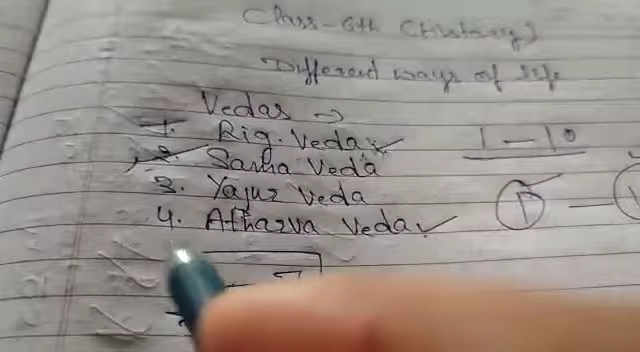 Class-6th (History)
Different ways of life
Vedas →
1. Rig. Veda ✓
2. Sama Veda
1 — 10
3. Yajur Veda
4. Atharva Veda ✓